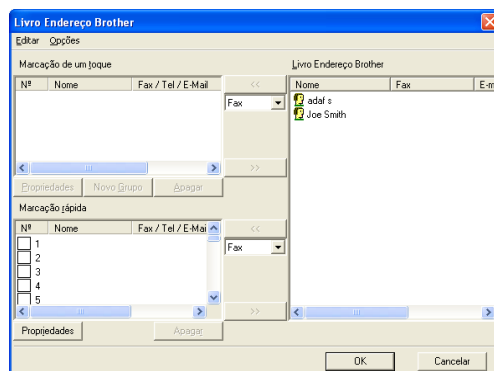 Livro Endereço Brother
Editar Opções
Marcação de um toque
Nº Nome Fax / Tel / E-Mail
<<
Fax
>>
Propriedades Novo Grupo Apagar
Marcação rápida
Nº Nome Fax / Tel / E-Mai
1
2
3
4
5
<<
Fax
>>
Propriedades Apagar
Livro Endereço Brother
Nome Fax E-m
adaf s
Joe Smith
OK Cancelar